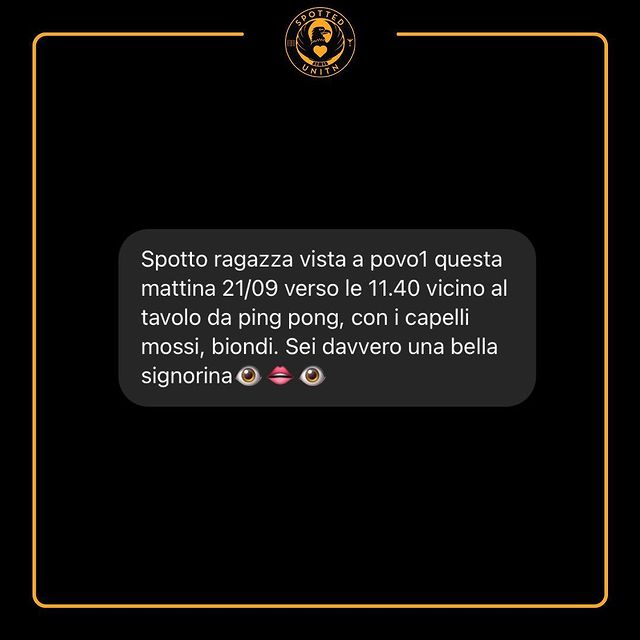 SPOTTED
UNITN
Spotto ragazza vista a povo1 questa
mattina 21/09 verso le 11.40 vicino al
tavolo da ping pong, con i capelli
mossi, biondi. Sei davvero una bella
signorina👁️👄👁️